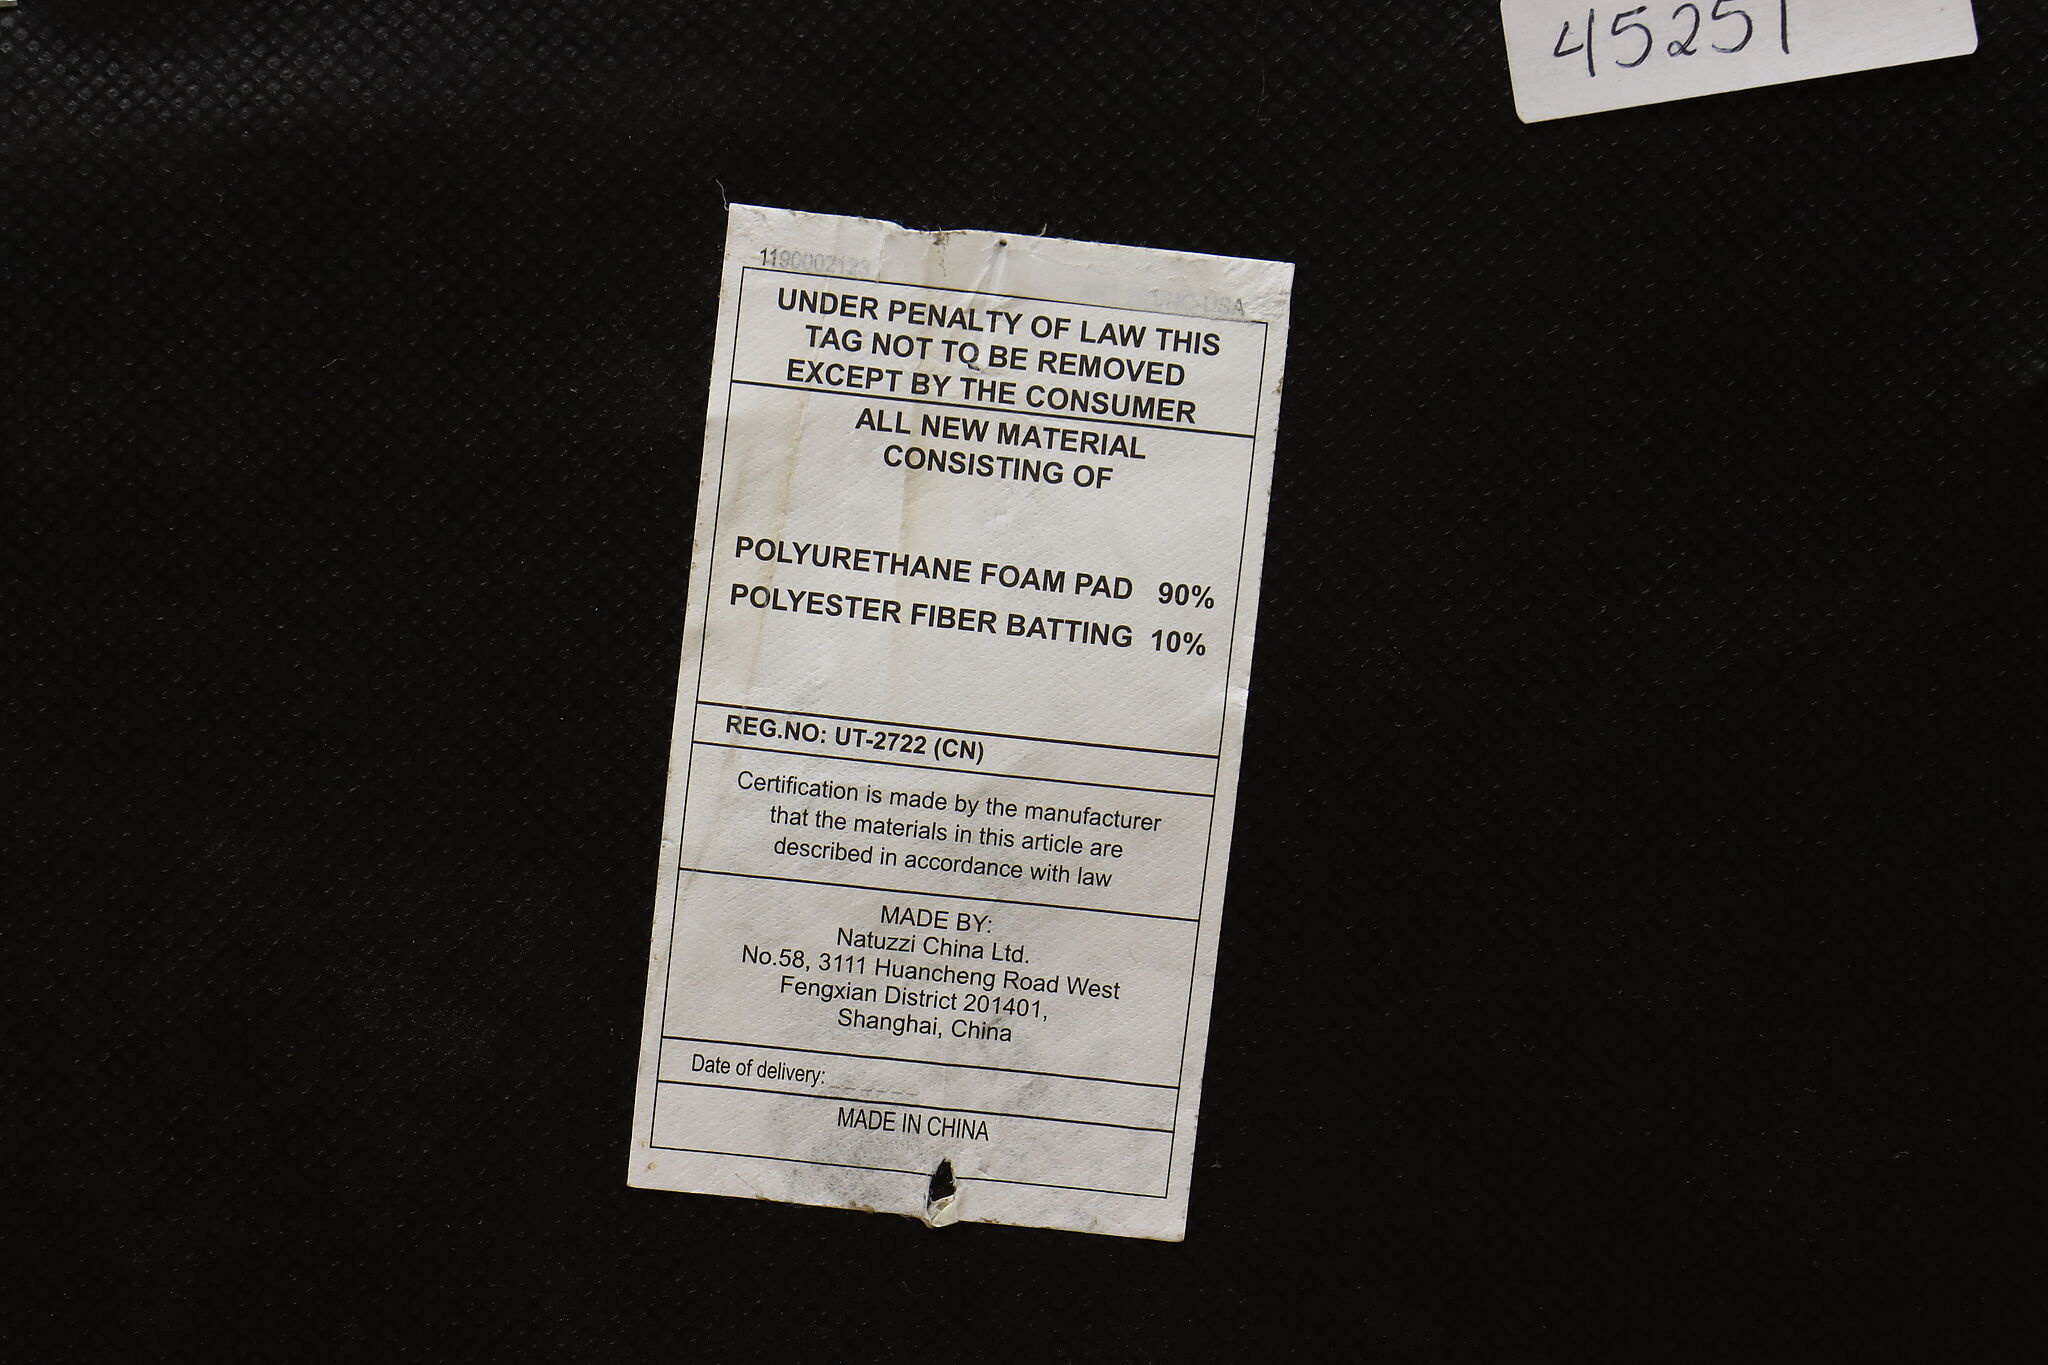 45251
UNDER PENALTY OF LAW THIS
TAG NOT TO BE REMOVED
EXCEPT BY THE CONSUMER
ALL NEW MATERIAL
CONSISTING OF
POLYURETHANE FOAM PAD 90%
POLYESTER FIBER BATTING 10%
REG.NO: UT-2722 (CN)
Certification is made by the manufacturer
that the materials in this article are
described in accordance with law
MADE BY:
Natuzzi China Ltd.
No.58, 3111 Huancheng Road West
Fengxian District 201401,
Shanghai, China
Date of delivery:
MADE IN CHINA